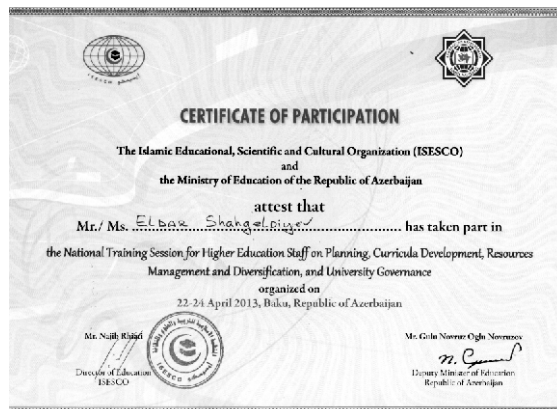 CERTIFICATE OF PARTICIPATION
The Islamic Educational, Scientific and Cultural Organization (ISESCO)
and
the Ministry of Education of the Republic of Azerbaijan
attest that
Mr./ Ms. Eldar Shahgeldiyev has taken part in
the National Training Session for Higher Education Staff on Planning, Curricula Development, Resources
Management and Diversification, and University Governance
organized on
22-24 April 2013, Baku, Republic of Azerbaijan
Mr. Najib Rhiati
Director of Education
ISESCO
Mr. Gulu Novruz Oglu Novruzov
Deputy Minister of Education
Republic of Azerbaijan